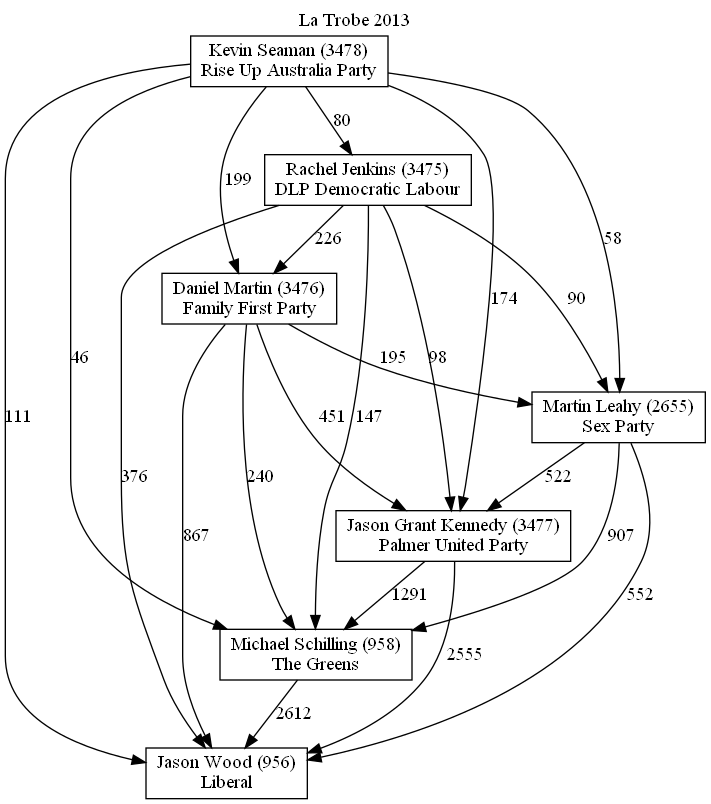 La Trobe 2013
Kevin Seaman (3478)
Rise Up Australia Party
80
Rachel Jenkins (3475)
DLP Democratic Labour
199
226
58
Daniel Martin (3476)
Family First Party
174
90
46
195
98
Martin Leahy (2655)
Sex Party
111
451
147
376
240
522
Jason Grant Kennedy (3477)
Palmer United Party
867
907
1291
552
Michael Schilling (958)
The Greens
2555
2612
Jason Wood (956)
Liberal